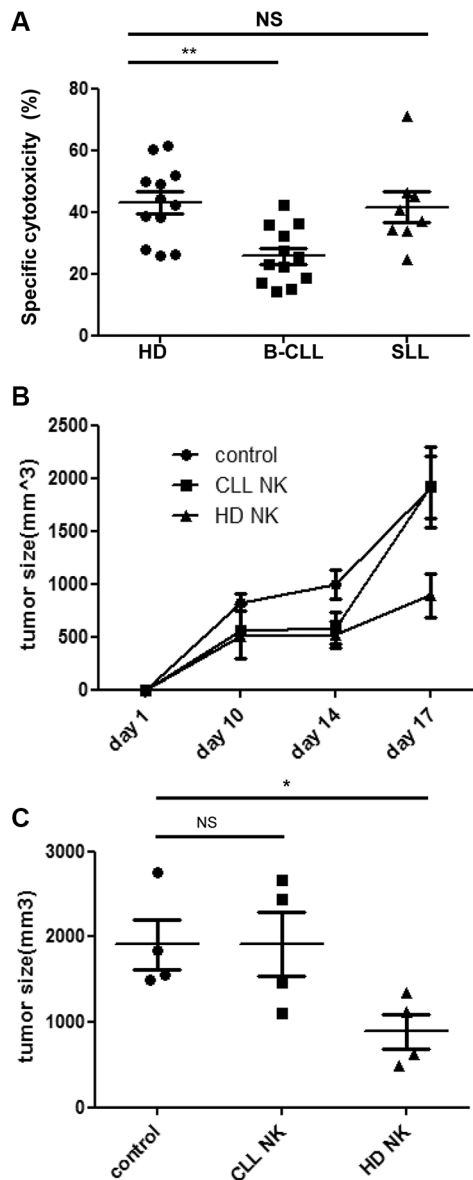 A
NS
**
Specific cytotoxicity (%)
80
60
40
20
0
HD B-CLL SLL
B
tumor size(mm^3)
2500
2000
1500
1000
500
0
control
CLL NK
HD NK
day 1 day 10 day 14 day 17
*
C
NS
tumor size(mm3)
3000
2000
1000
0
control CLL NK HD NK